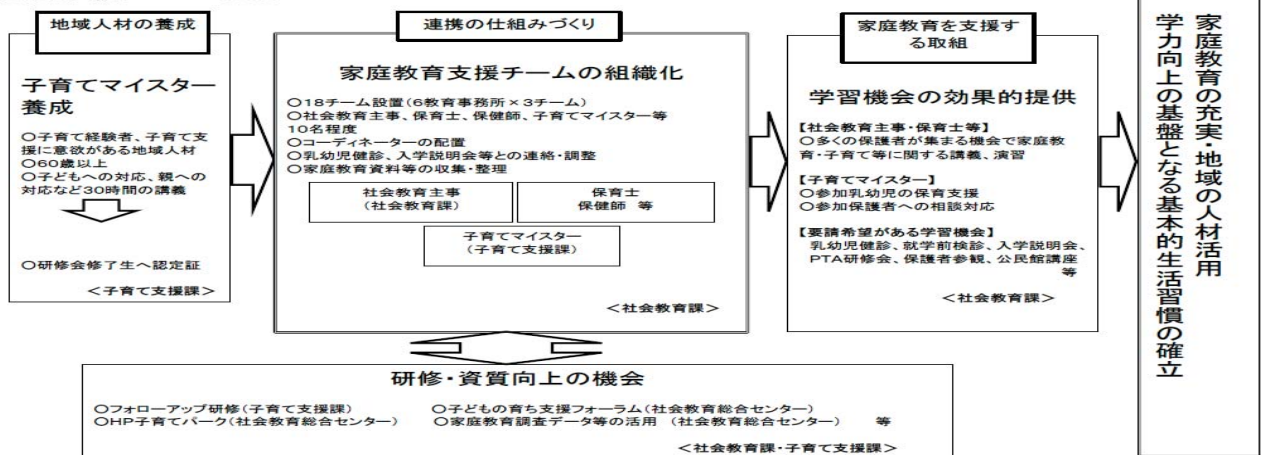 地域人材の養成
子育てマイスター
養成
○子育て経験者、子育て支
援に意欲がある地域人材
○60歳以上
○子どもへの対応、親への
対応など30時間の講義
○研修会修了生へ認定証
<子育て支援課>
連携の仕組みづくり
家庭教育支援チームの組織化
○18チーム設置(6教育事務所×3チーム)
○社会教育主事、保育士、保健師、子育てマイスター等
10名程度
○コーディネーターの配置
○乳幼児健診、入学説明会等との連絡・調整
○家庭教育資料等の収集・整理
社会教育主事
(社会教育課)
保育士
保健師 等
子育てマイスター
(子育て支援課)
<社会教育課>
家庭教育を支援す
る取組
学習機会の効果的提供
【社会教育主事・保育士等】
○多くの保護者が集まる機会で家庭教
育・子育て等に関する講義、演習
【子育てマイスター】
○参加乳幼児の保育支援
○参加保護者への相談対応
【要請希望がある学習機会】
乳幼児健診、就学前検診、入学説明会、
PTA研修会、保護者参観、公民館講座
等
<社会教育課>
家庭教育の充実・地域の人材活用
学力向上の基盤となる基本的生活習慣の確立
研修・資質向上の機会
○フォローアップ研修(子育て支援課) ○子どもの育ち支援フォーラム(社会教育総合センター)
○HP子育てパーク(社会教育総合センター) ○家庭教育調査データ等の活用 (社会教育総合センター) 等
<社会教育課・子育て支援課>